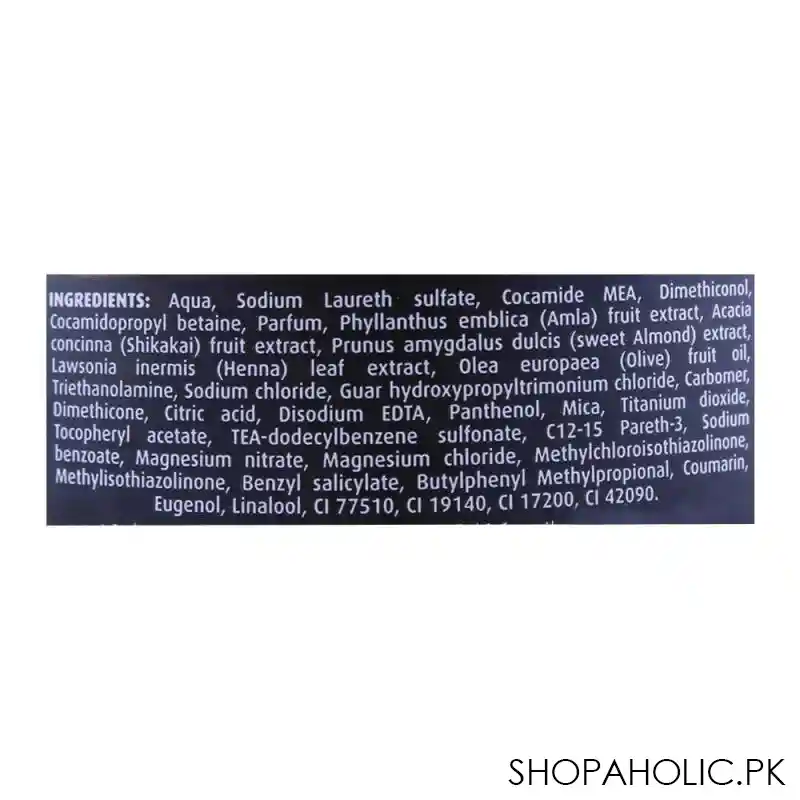 INGREDIENTS: Aqua, Sodium Laureth sulfate, Cocamide MEA, Dimethiconol,
Cocamidopropyl betaine, Parfum, Phyllanthus emblica (Amla) fruit extract, Acacia
concinna (Shikakai) fruit extract, Prunus amygdalus dulcis (sweet Almond) extract,
Lawsonia inermis (Henna) leaf extract, Olea europaea (Olive) fruit oil,
Triethanolamine, Sodium chloride, Guar hydroxypropyltrimonium chloride, Carbomer,
Dimethicone, Citric acid, Disodium EDTA, Panthenol, Mica, Titanium dioxide,
Tocopheryl acetate, TEA-dodecylbenzene sulfonate, C12-15 Pareth-3, Sodium
benzoate, Magnesium nitrate, Magnesium chloride, Methylchloroisothiazolinone,
Methylisothiazolinone, Benzyl salicylate, Butylphenyl Methylpropional, Coumarin,
Eugenol, Linalool, CI 77510, CI 19140, CI 17200, CI 42090.
SHOPAHOLIC.PK